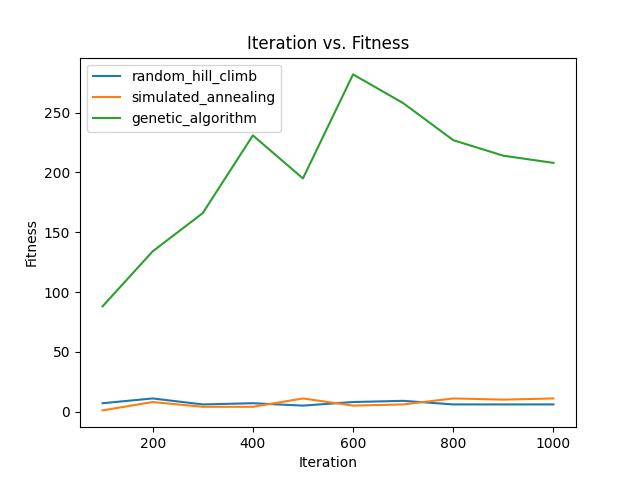 Iteration vs. Fitness
random_hill_climb
simulated_annealing
genetic_algorithm
Fitness
250
200
150
100
50
0
200 400 600 800 1000
Iteration